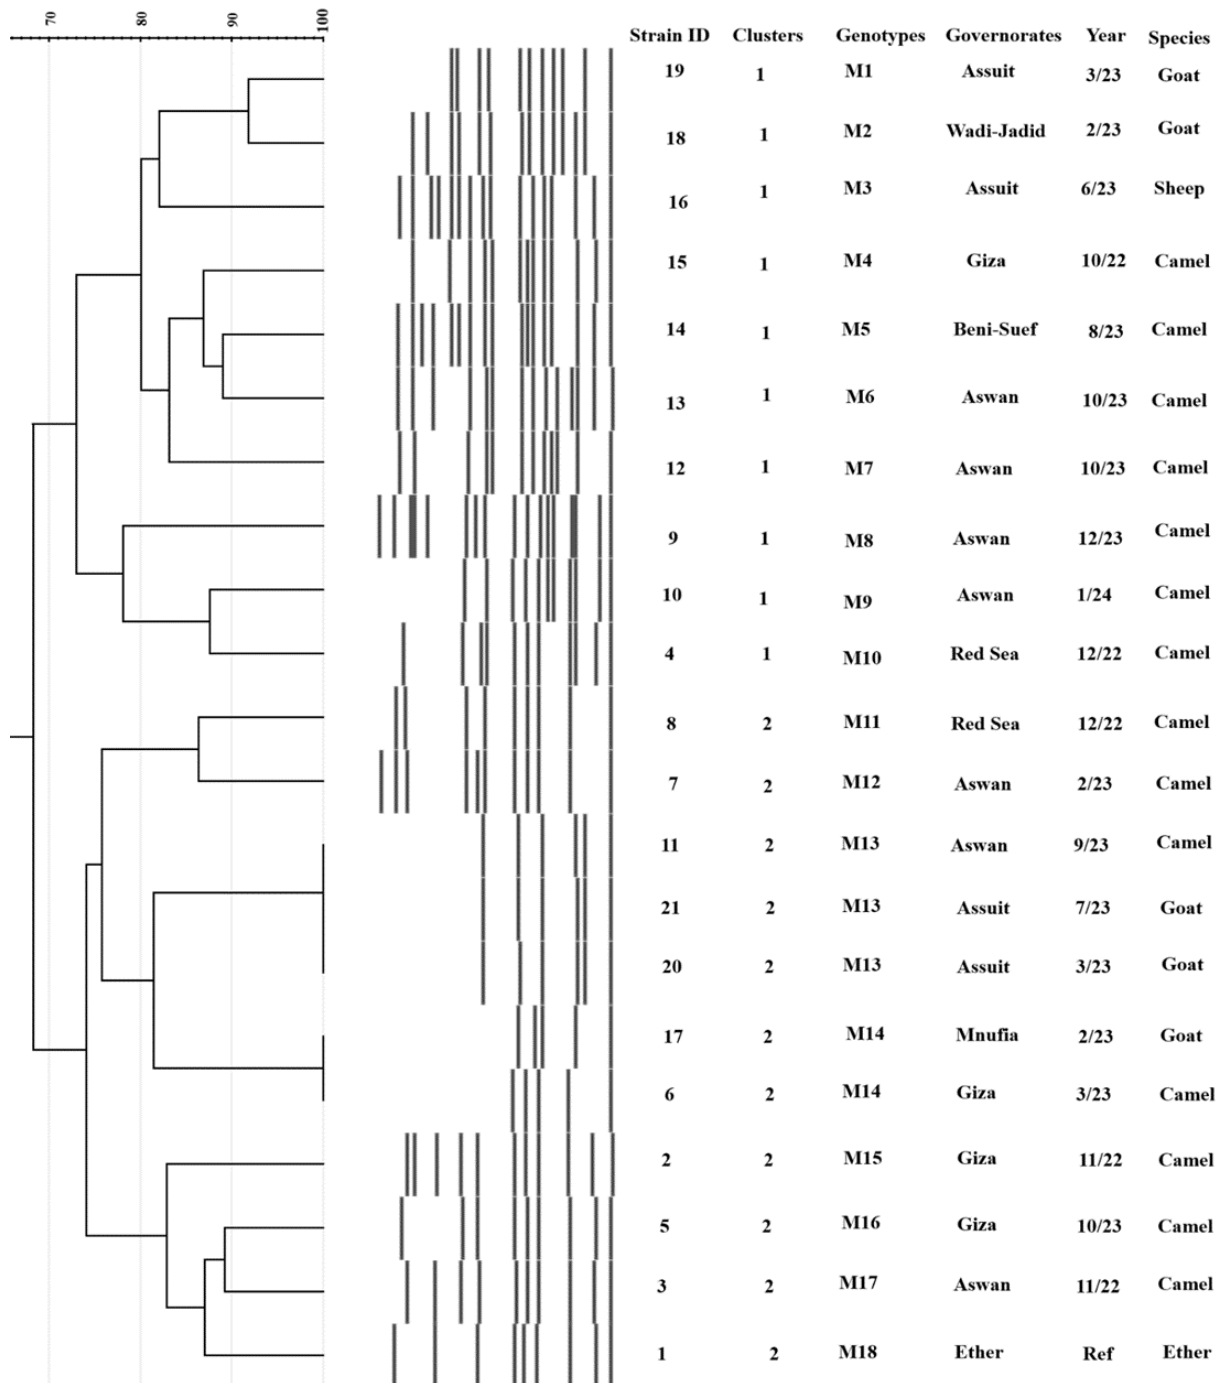 70 80 90 100
Strain ID Clusters Genotypes Governorates Year Species
19 1 M1 Assuit 3/23 Goat
18 1 M2 Wadi-Jadid 2/23 Goat
16 1 M3 Assuit 6/23 Sheep
15 1 M4 Giza 10/22 Camel
14 1 M5 Beni-Suef 8/23 Camel
13 1 M6 Aswan 10/23 Camel
12 1 M7 Aswan 10/23 Camel
9 1 M8 Aswan 12/23 Camel
10 1 M9 Aswan 1/24 Camel
4 1 M10 Red Sea 12/22 Camel
8 2 M11 Red Sea 12/22 Camel
7 2 M12 Aswan 2/23 Camel
11 2 M13 Aswan 9/23 Camel
21 2 M13 Assuit 7/23 Goat
20 2 M13 Assuit 3/23 Goat
17 2 M14 Mnufia 2/23 Goat
6 2 M14 Giza 3/23 Camel
2 2 M15 Giza 11/22 Camel
5 2 M16 Giza 10/23 Camel
3 2 M17 Aswan 11/22 Camel
1 2 M18 Ether Ref Ether